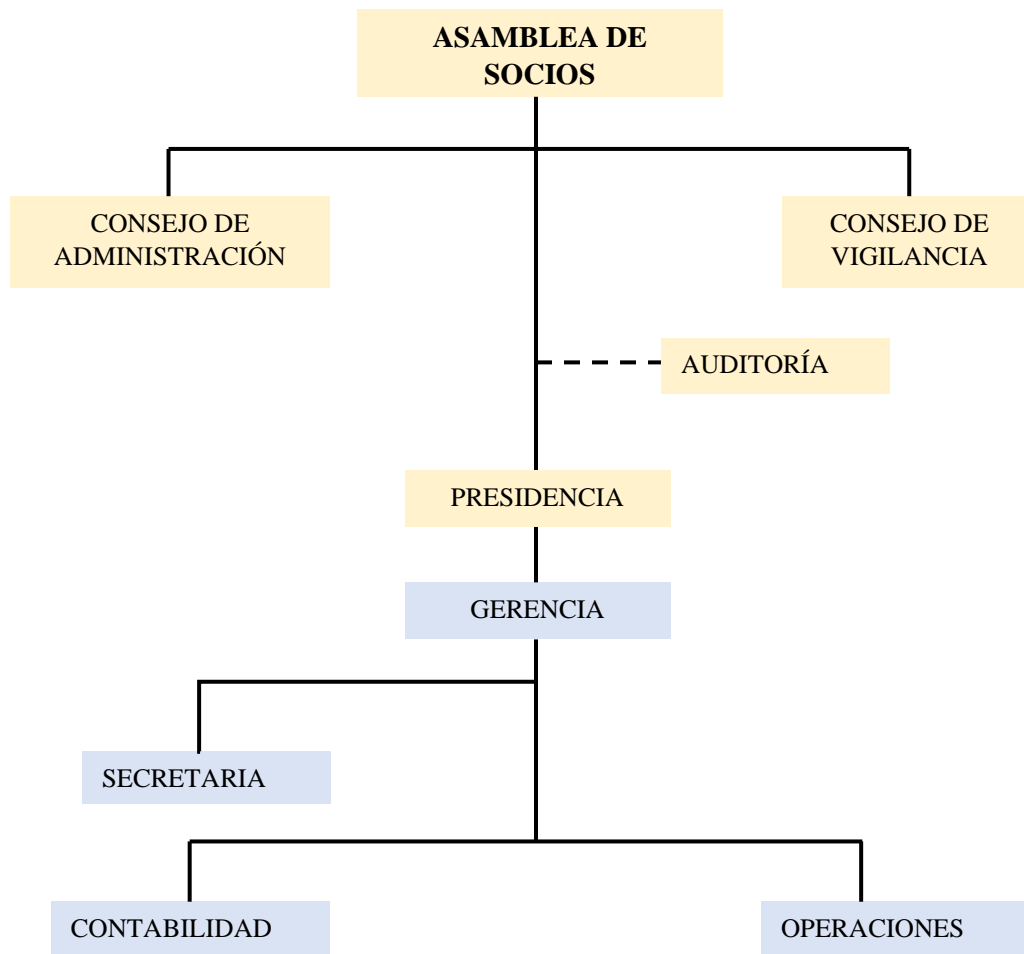 ASAMBLEA DE
SOCIOS
CONSEJO DE
ADMINISTRACIÓN
CONSEJO DE
VIGILANCIA
AUDITORÍA
PRESIDENCIA
GERENCIA
SECRETARIA
CONTABILIDAD
OPERACIONES